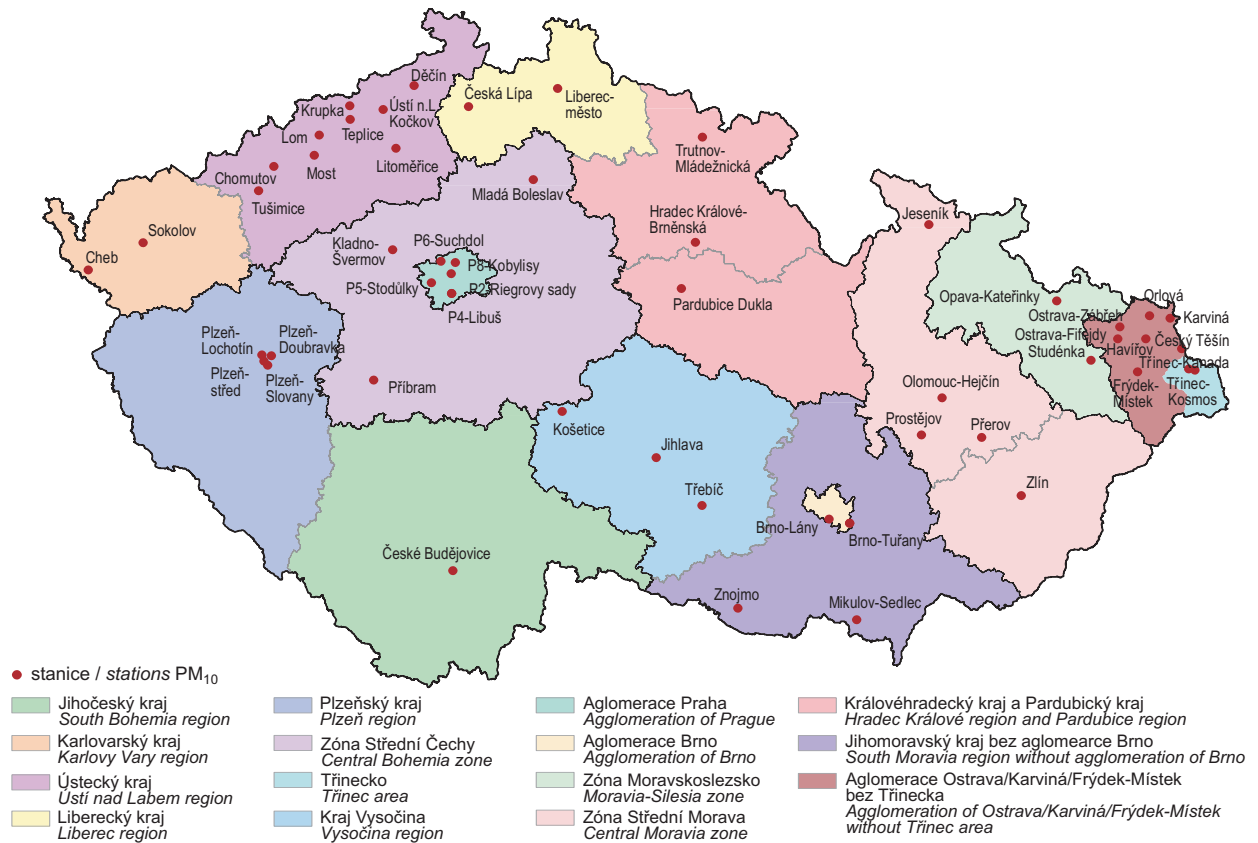 Děčín
Česká Lípa
Liberec-
město
Krupka
Ústí n.L.
Kočkov
Teplice
Lom
Litoměřice
Most
Chomutov
Tušimice
Trutnov-
Mládežnická
Mladá Boleslav
Hradec Králové-
Brněnská
Jeseník
Sokolov
Cheb
Kladno-
Švermov
P6-Suchdol
P8-Kobylisy
P5-Stodůlky
P2-Riegrovy sady
P4-Libuš
Pardubice Dukla
Opava-Kateřinky
Orlová
Ostrava-Zábřeh
Karviná
Ostrava-Fifejdy
Český Těšín
Studénka
Havířov
Třinec-Kanada
Frýdek-
Místek
Třinec-
Kosmos
Plzeň-
Lochotín
Plzeň-
Doubravka
Plzeň-
střed
Plzeň-
Slovany
Příbram
Olomouc-Hejčín
Prostějov
Přerov
Košetice
Jihlava
Třebíč
Zlín
Brno-Lány
Brno-Tuřany
České Budějovice
Znojmo
Mikulov-Sedlec
stanice / stations PM10
Jihočeský kraj
South Bohemia region
Karlovarský kraj
Karlovy Vary region
Ústecký kraj
Ústí nad Labem region
Liberecký kraj
Liberec region
Plzeňský kraj
Plzeň region
Zóna Střední Čechy
Central Bohemia zone
Třinecko
Třinec area
Kraj Vysočina
Vysočina region
Aglomerace Praha
Agglomeration of Prague
Aglomerace Brno
Agglomeration of Brno
Zóna Moravskoslezsko
Moravia-Silesia zone
Zóna Střední Morava
Central Moravia zone
Královéhradecký kraj a Pardubický kraj
Hradec Králové region and Pardubice region
Jihomoravský kraj bez aglomearce Brno
South Moravia region without agglomeration of Brno
Aglomerace Ostrava/Karviná/Frýdek-Místek
bez Třinecka
Agglomeration of Ostrava/Karviná/Frýdek-Místek
without Třinec area